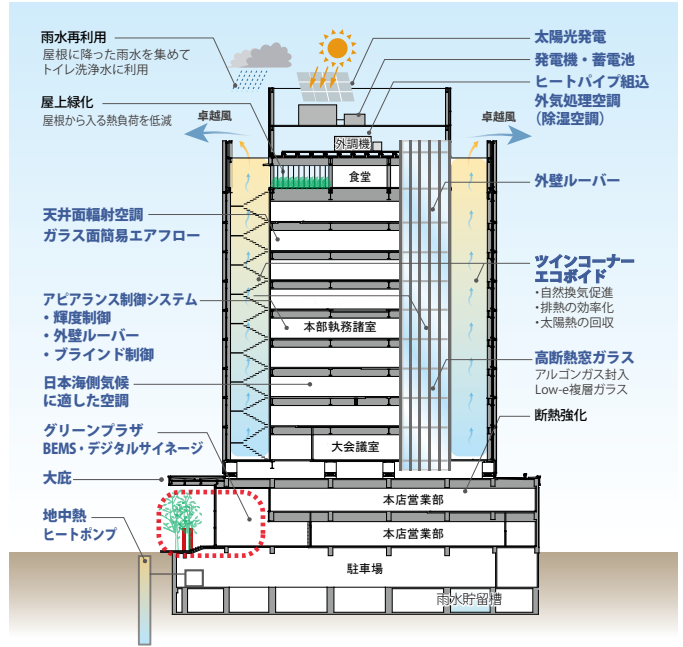 雨水再利用
屋根に降った雨水を集めて
トイレ洗浄水に利用
屋上緑化
屋根から入る熱負荷を低減
卓越風
太陽光発電
発電機・蓄電池
ヒートパイプ組込
外気処理空調
（除湿空調）
卓越風
外調機
食堂
外壁ルーバー
天井面輻射空調
ガラス面簡易エアフロー
ツインコーナー
エコボイド
・自然換気促進
・排熱の効率化
・太陽熱の回収
アピアランス制御システム
・輝度制御
・外壁ルーバー
・ブラインド制御
本部執務諸室
高断熱窓ガラス
アルゴンガス封入
Low-e複層ガラス
日本海側気候
に適した空調
断熱強化
グリーンプラザ
BEMS・デジタルサイネージ
大会議室
大庇
本店営業部
地中熱
ヒートポンプ
本店営業部
駐車場
雨水貯留槽